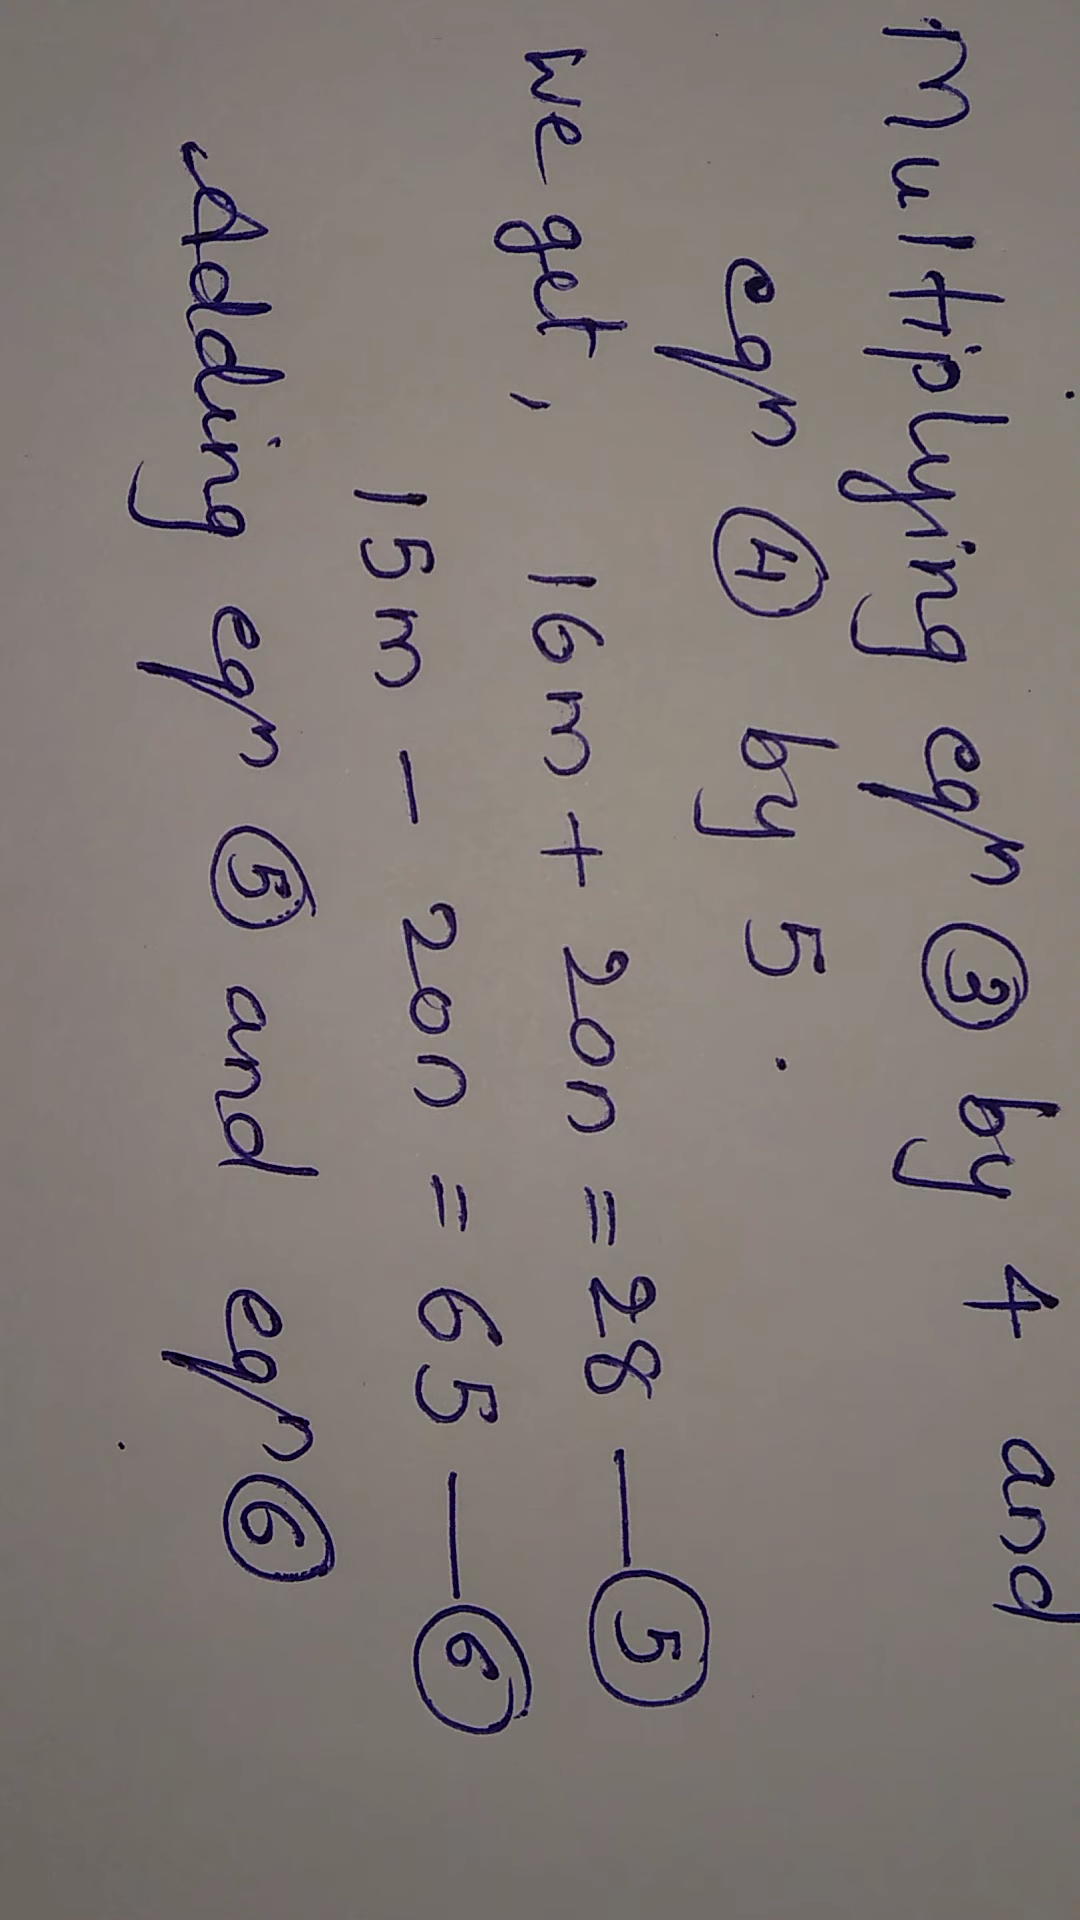 Multiplying eqn ③ by 4 and
eqn ④ by 5.
we get, 16m + 20n = 28 — ⑤
15m - 20n = 65 — ⑥
Adding eqn ⑤ and eqn ⑥